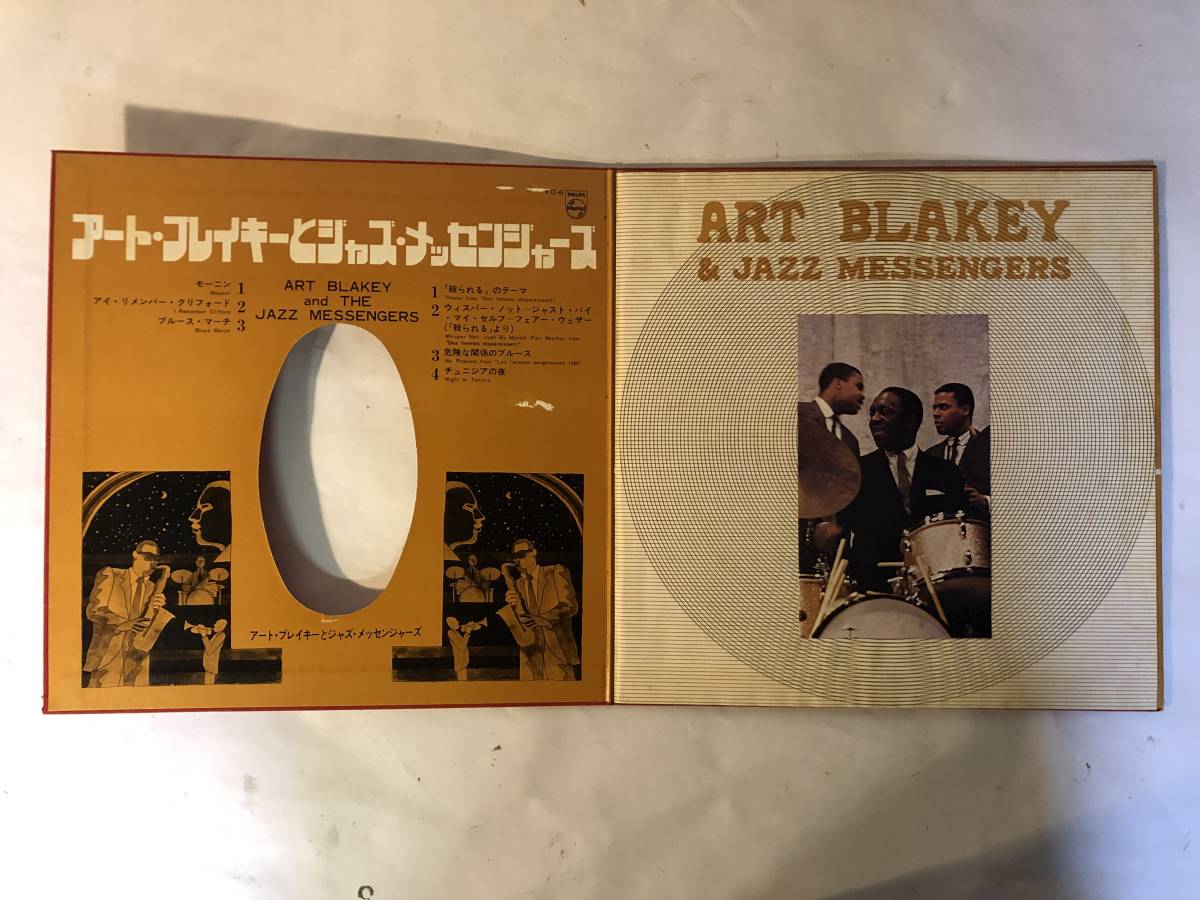 FD-6
PHILIPS
アート・ブレイキーとジャズ・メッセンジャーズ
モーニン 1
Moanin'
アイ・リメンバー・クリフォード 2
I Remember Clifford
ブルース・マーチ 3
Blues March
ART BLAKEY
and THE
JAZZ MESSENGERS
1 「殺られる」のテーマ
Theme from "Des femmes disparaissent"
2 ウィスパー・ノット−ジャスト・バイ
・マイ・セルフ−フェアー・ウェザー
(「殺られる」より)
Whisper Not-Just By Myself-Fair Weather from
"Des femmes disparaissent"
3 危険な関係のブルース
No Problem from "Les liaisons dangereuses 1960"
4 チュニジアの夜
Night In Tunisia
アート・ブレイキーとジャズ・メッセンジャーズ
ART BLAKEY
& JAZZ MESSENGERS